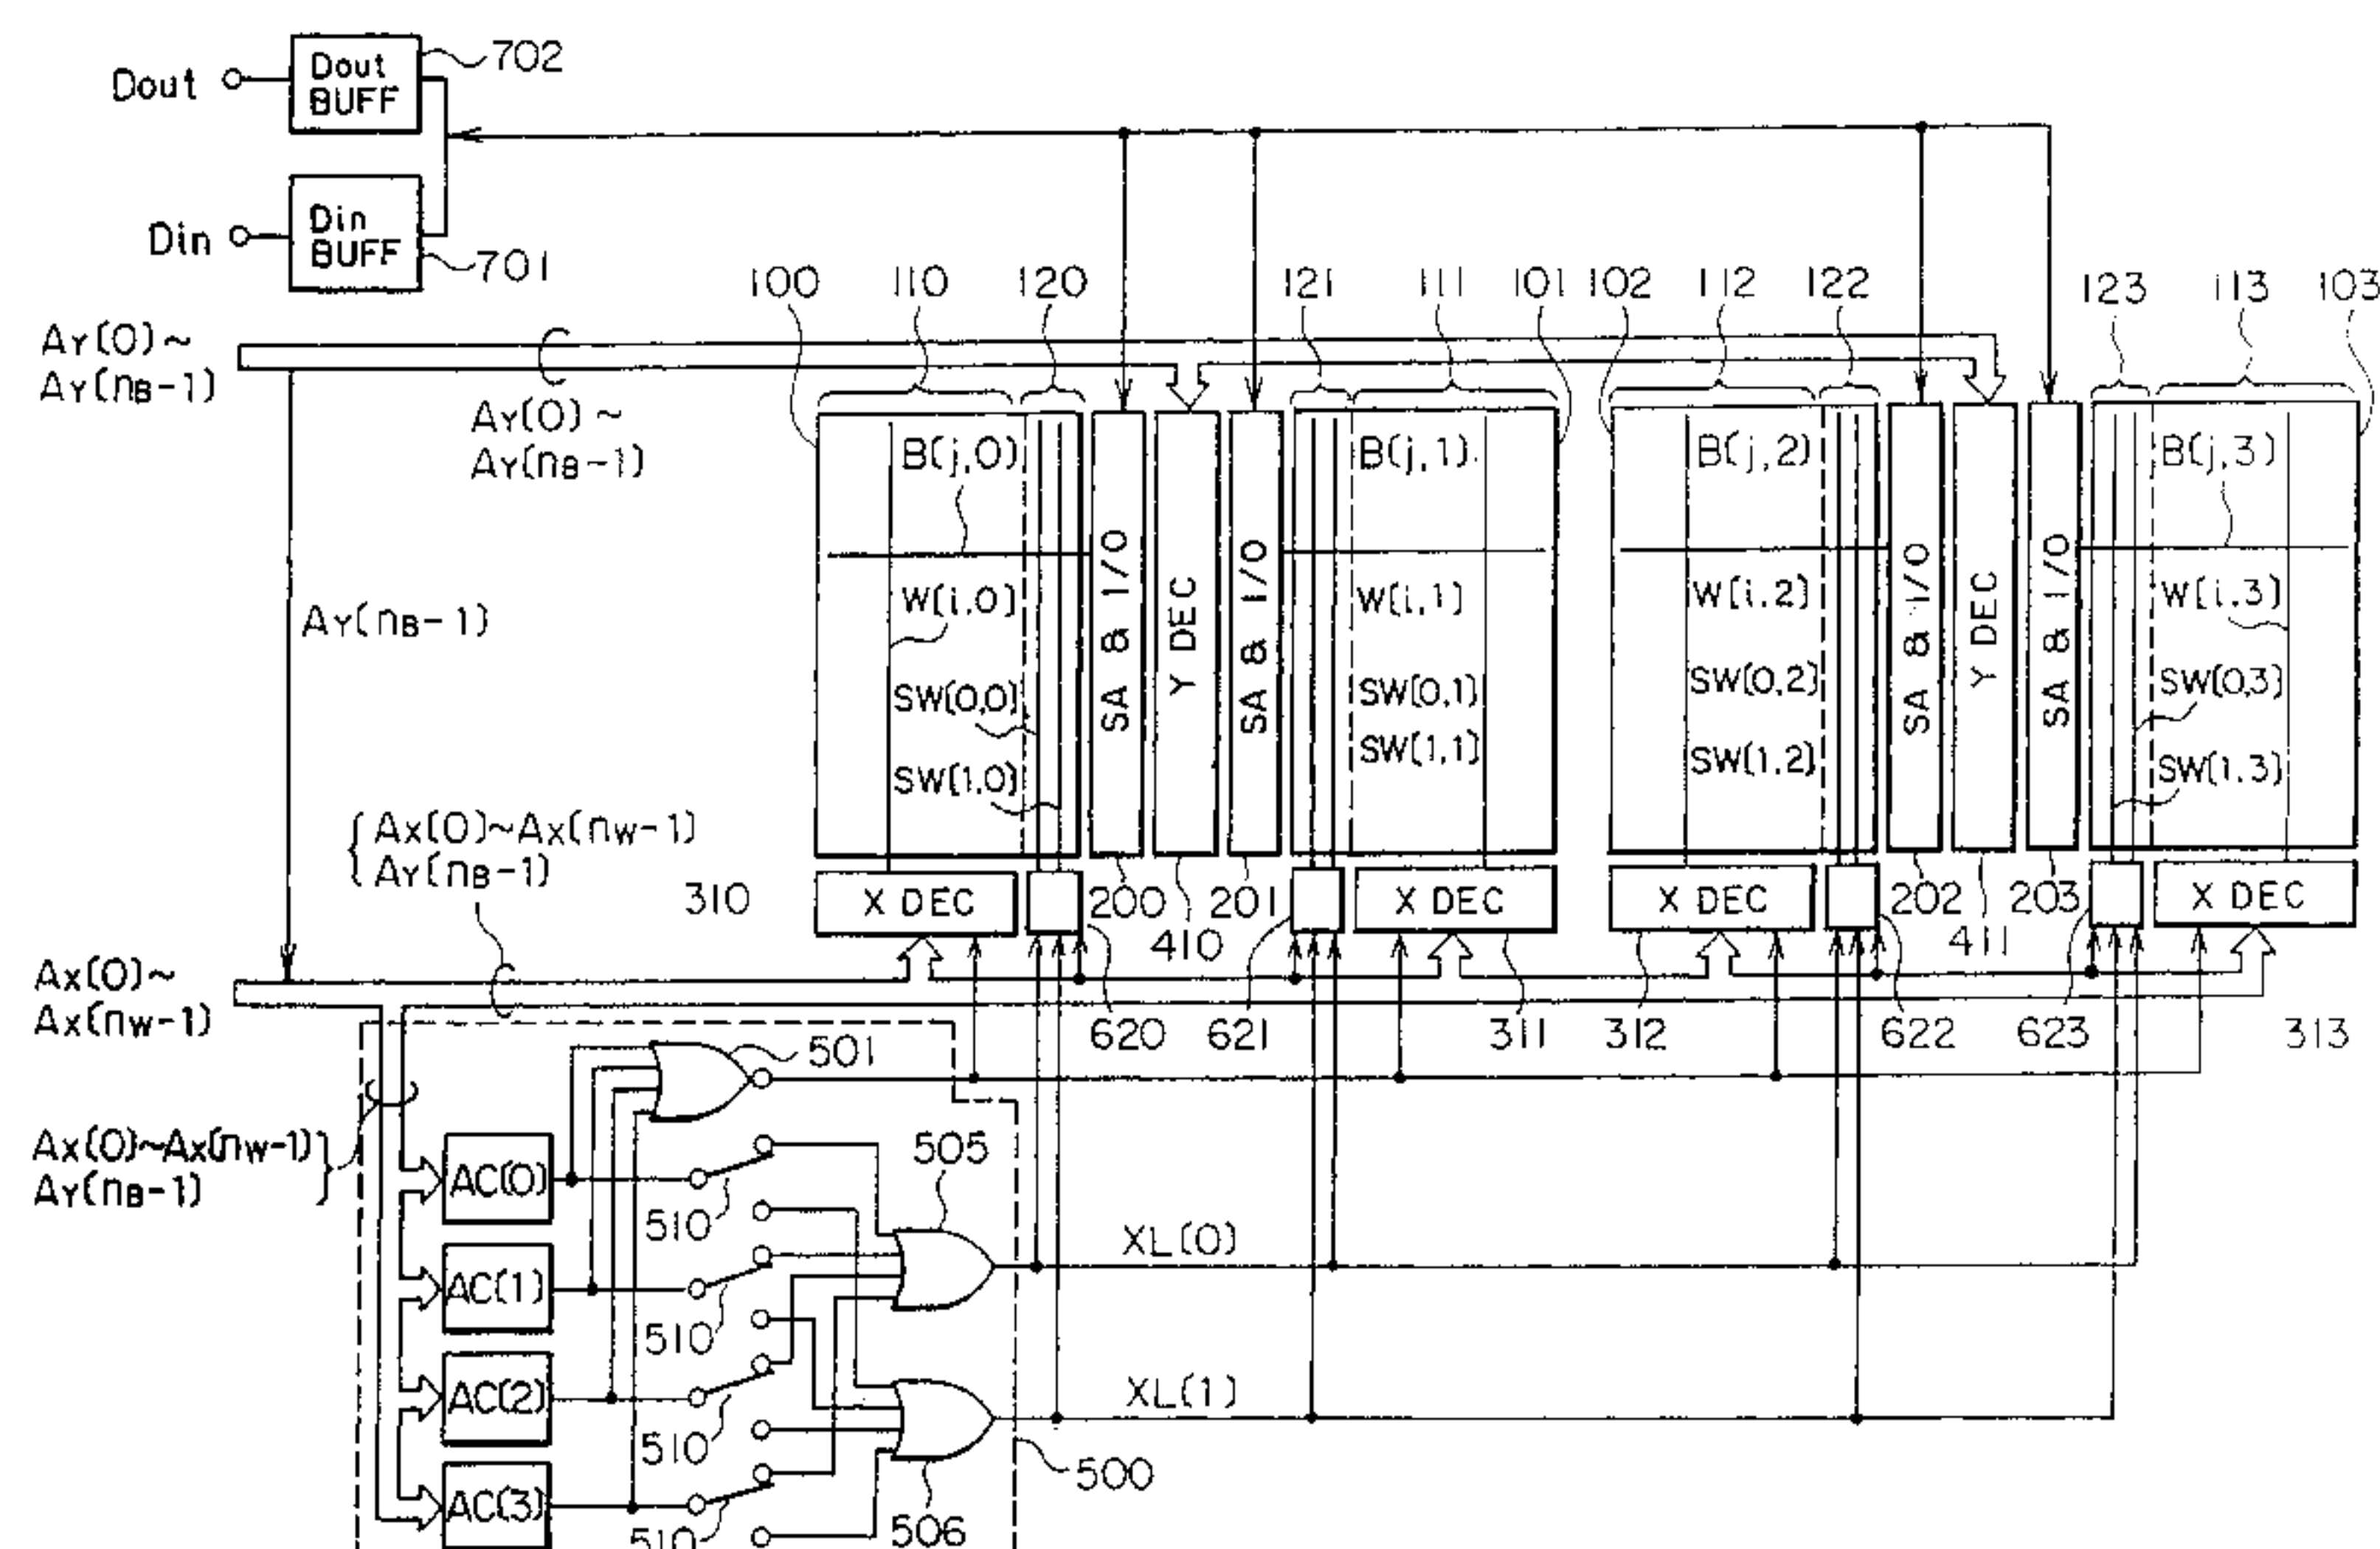 702
Dout
Dout
BUFF
Din
Din
BUFF
701
100
110
120
121
111
101
102
112
122
123
113
103
AY(0)~
AY(nB-1)
AY(0)~
AY(nB-1)
B(j,0)
B(j,1)
B(j,2)
B(j,3)
W(i,0)
W(i,1)
W(i,2)
W(i,3)
SW(0,0)
SW(1,0)
SW(0,1)
SW(1,1)
SW(0,2)
SW(1,2)
SW(0,3)
SW(1,3)
SA & I/O
Y DEC
SA & I/O
SA & I/O
Y DEC
SA & I/O
AY(nB-1)
{ AX(0)~AX(nW-1)
AY(nB-1)
310
X DEC
200
201
X DEC
X DEC
202
203
X DEC
410
411
AX(0)~
AX(nW-1)
620
621
311
312
622
623
313
501
AX(0)~AX(nW-1) }
AY(nB-1)
AC(0)
510
505
XL(0)
AC(1)
510
AC(2)
510
XL(1)
500
AC(3)
510
506